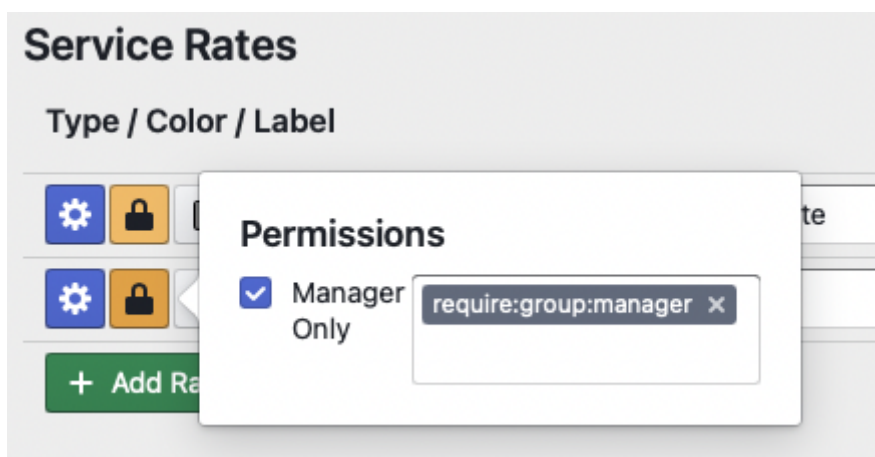 Service Rates
Type / Color / Label
te
Permissions
Manager
Only
require:group:manager ×
+ Add Ra